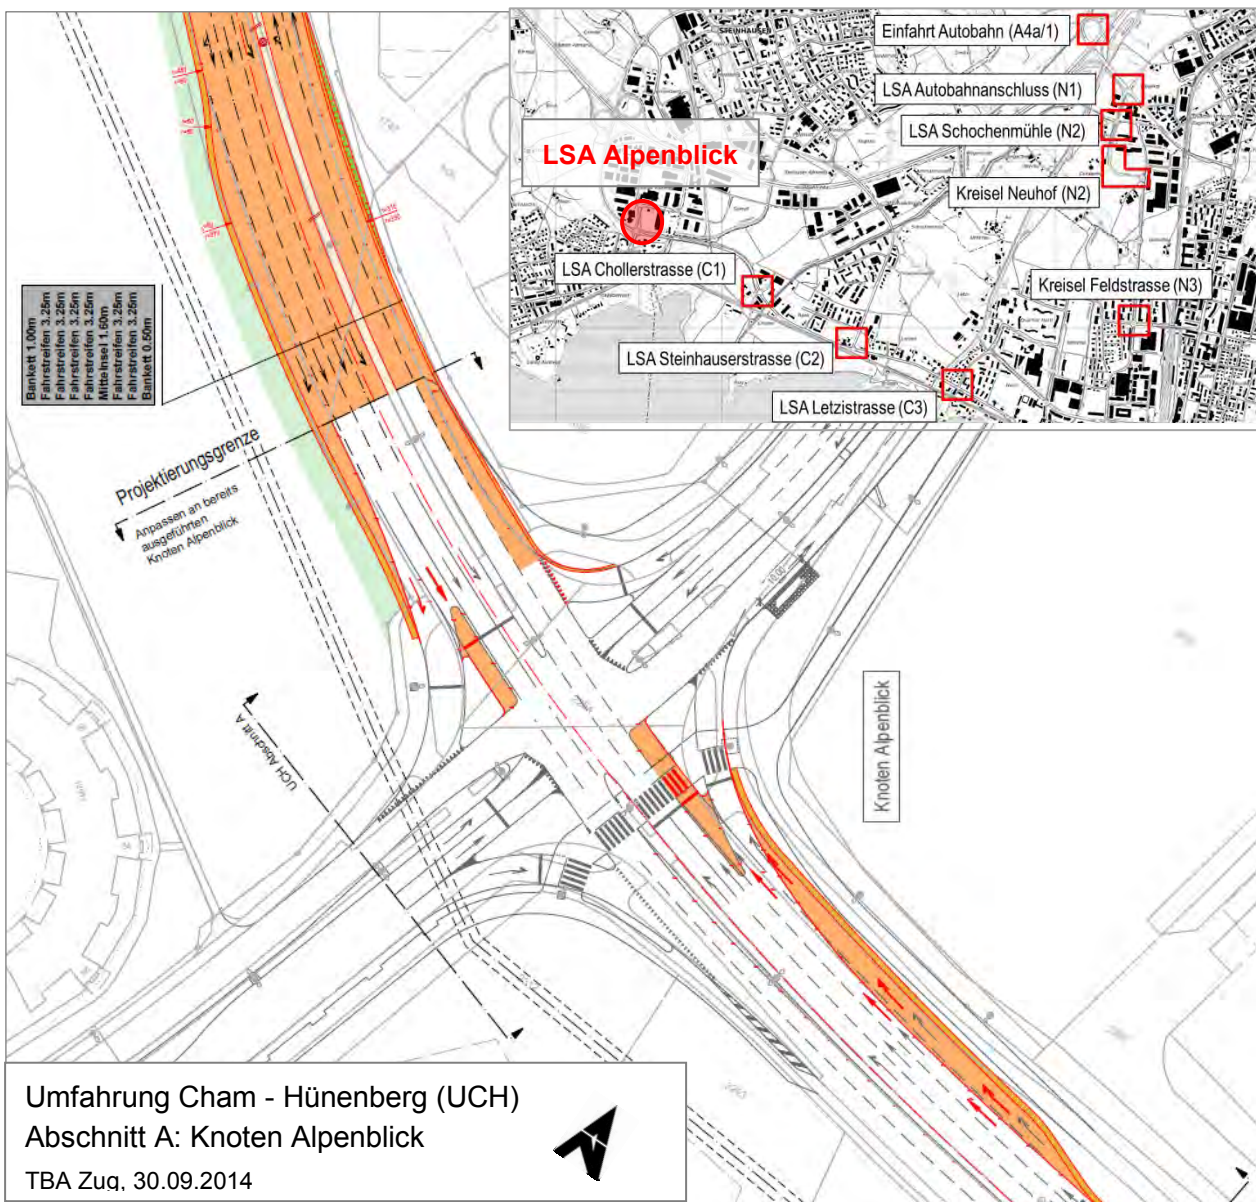 STEINHAUSEN
Einfahrt Autobahn (A4a/1)
LSA Autobahnanschluss (N1)
LSA Schochenmühle (N2)
Kreisel Neuhof (N2)
LSA Alpenblick
LSA Chollerstrasse (C1)
Kreisel Feldstrasse (N3)
LSA Steinhauserstrasse (C2)
LSA Letzistrasse (C3)
Bankett 1.00m
Fahrstreifen 3.25m
Fahrstreifen 3.25m
Fahrstreifen 3.25m
Fahrstreifen 3.25m
Mittelinsel 1.60m
Fahrstreifen 3.25m
Fahrstreifen 3.25m
Bankett 0.50m
Projektierungsgrenze
Anpassen an bereits
ausgeführten
Knoten Alpenblick
10.00
UCH Abschnitt A
Knoten Alpenblick
Umfahrung Cham - Hünenberg (UCH)
Abschnitt A: Knoten Alpenblick
TBA Zug, 30.09.2014